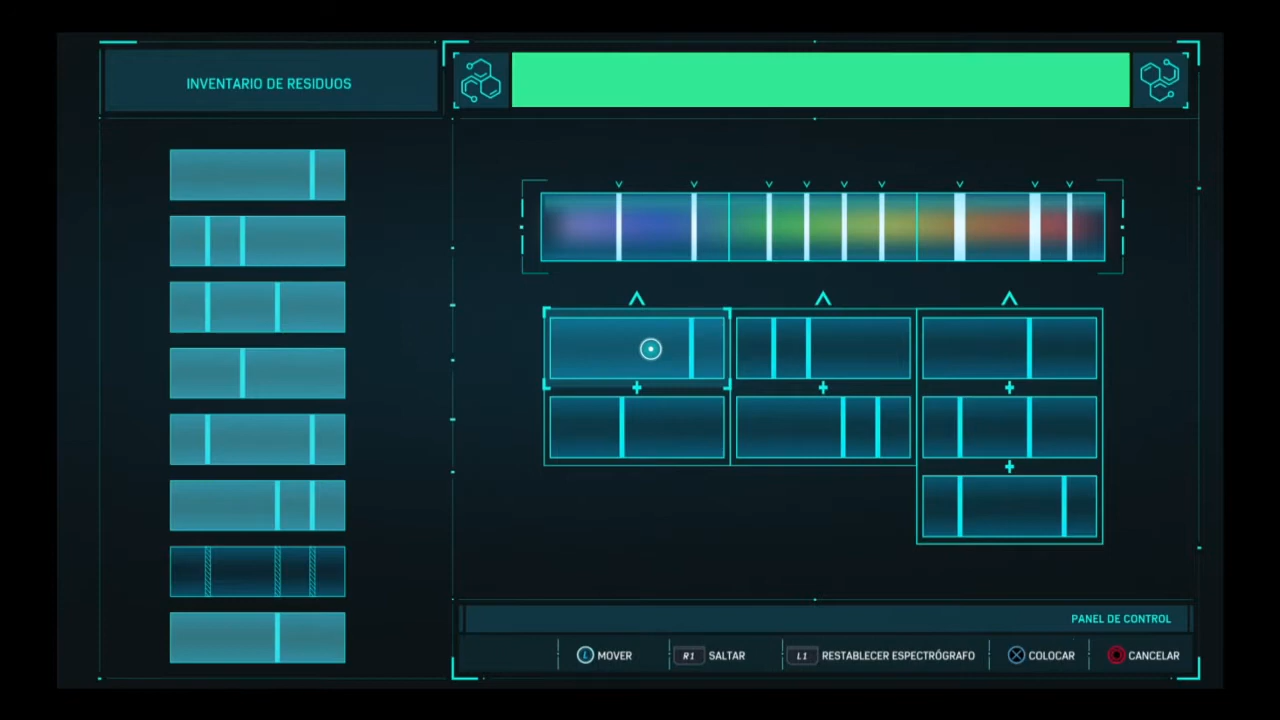 INVENTARIO DE RESIDUOS
PANEL DE CONTROL
L MOVER
R1 SALTAR
L1 RESTABLECER ESPECTRÓGRAFO
COLOCAR
CANCELAR